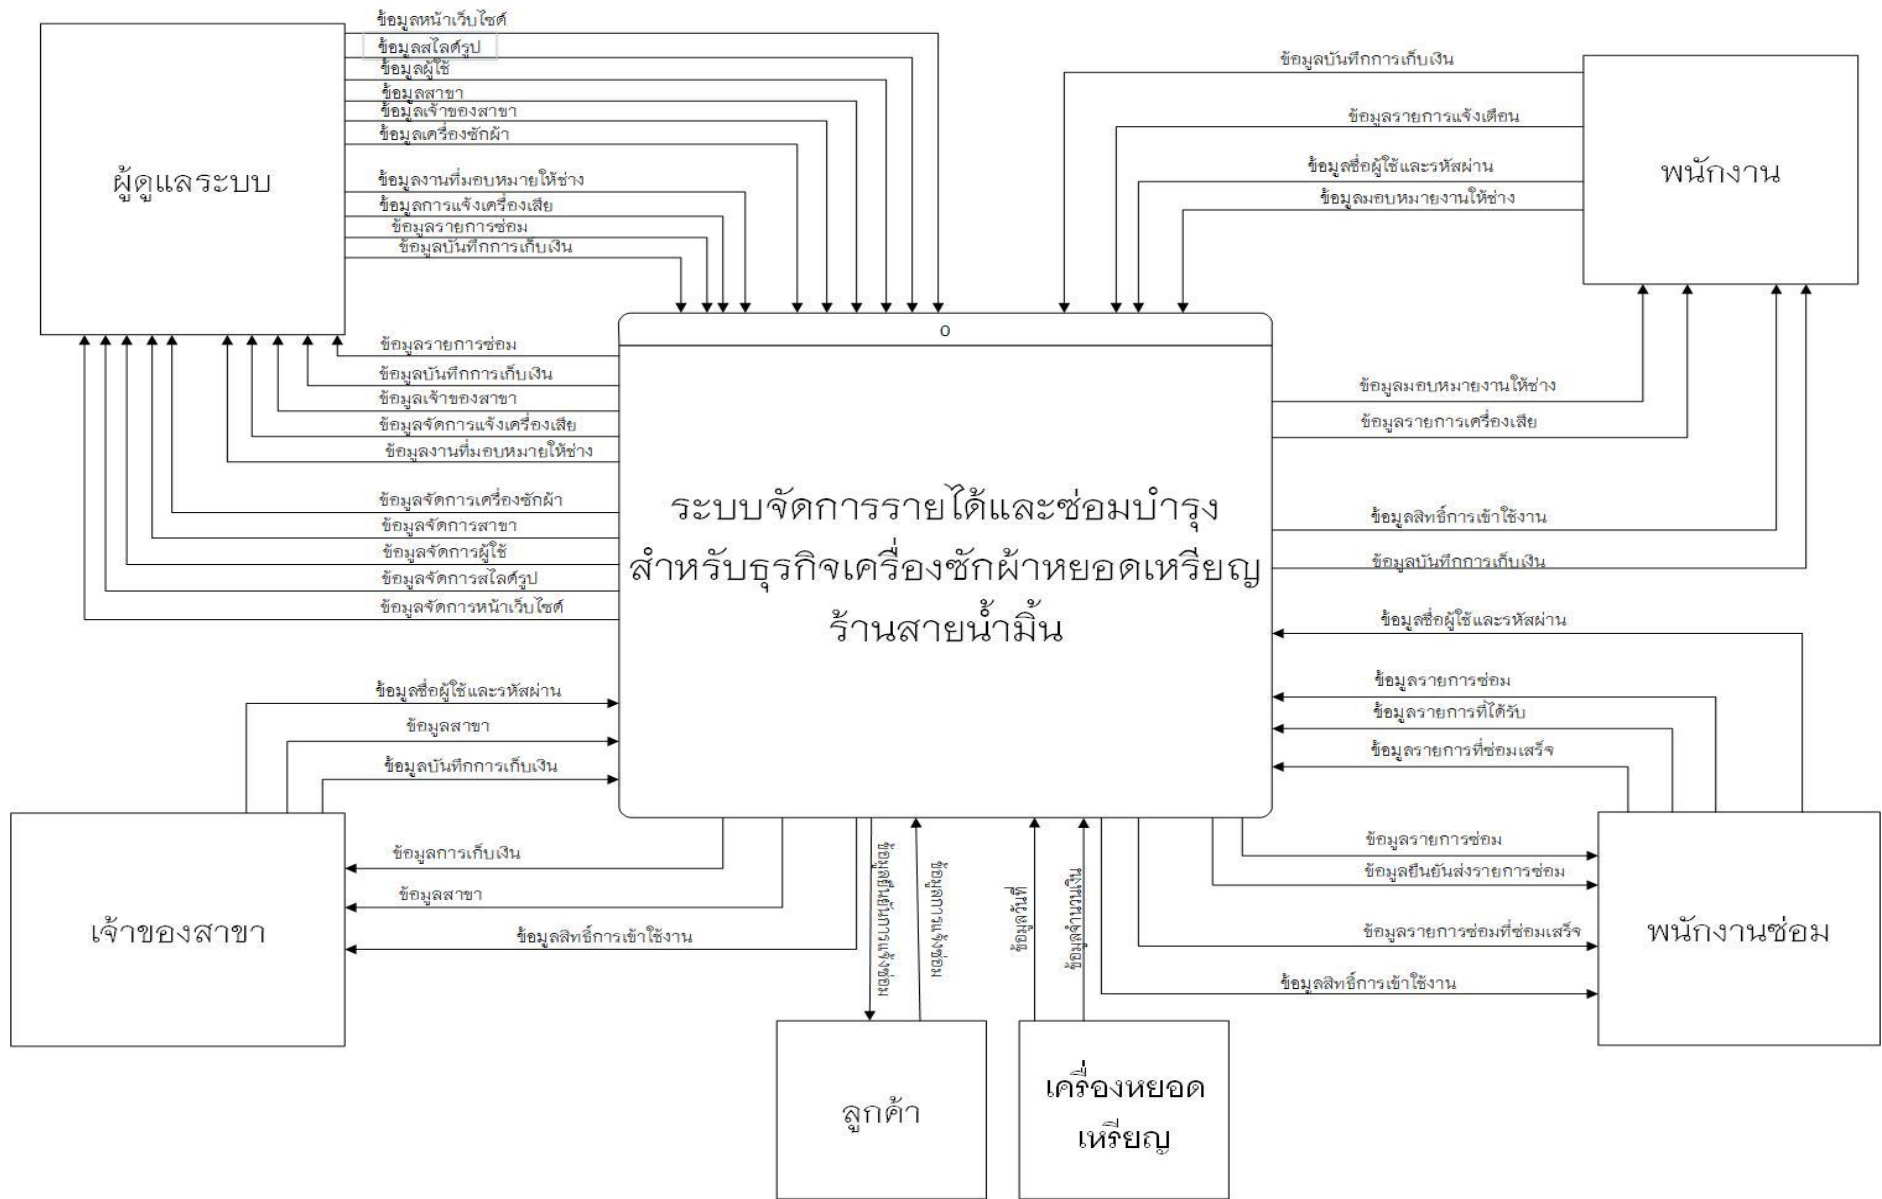 ข้อมูลหน้าเว็บไซต์
ข้อมูลสไลด์รูป
ข้อมูลผู้ใช้
ข้อมูลสาขา
ข้อมูลเจ้าของสาขา
ข้อมูลเครื่องซักผ้า
ข้อมูลงานที่มอบหมายให้ช่าง
ข้อมูลการแจ้งเครื่องเสีย
ข้อมูลรายการซ่อม
ข้อมูลบันทึกการเก็บเงิน
ผู้ดูแลระบบ
ข้อมูลบันทึกการเก็บเงิน
ข้อมูลรายการแจ้งเตือน
ข้อมูลชื่อผู้ใช้และรหัสผ่าน
ข้อมูลมอบหมายงานให้ช่าง
พนักงาน
0
ระบบจัดการรายได้และซ่อมบำรุง
สำหรับธุรกิจเครื่องซักผ้าหยอดเหรียญ
ร้านสายน้ำมิ้น
ข้อมูลรายการซ่อม
ข้อมูลบันทึกการเก็บเงิน
ข้อมูลเจ้าของสาขา
ข้อมูลจัดการแจ้งเครื่องเสีย
ข้อมูลงานที่มอบหมายให้ช่าง
ข้อมูลจัดการเครื่องซักผ้า
ข้อมูลจัดการสาขา
ข้อมูลจัดการผู้ใช้
ข้อมูลจัดการสไลด์รูป
ข้อมูลจัดการหน้าเว็บไซต์
ข้อมูลมอบหมายงานให้ช่าง
ข้อมูลรายการเครื่องเสีย
ข้อมูลสิทธิ์การเข้าใช้งาน
ข้อมูลบันทึกการเก็บเงิน
ข้อมูลชื่อผู้ใช้และรหัสผ่าน
ข้อมูลรายการซ่อม
ข้อมูลรายการที่ได้รับ
ข้อมูลรายการที่ซ่อมเสร็จ
ข้อมูลชื่อผู้ใช้และรหัสผ่าน
ข้อมูลสาขา
ข้อมูลบันทึกการเก็บเงิน
เจ้าของสาขา
ข้อมูลการเก็บเงิน
ข้อมูลสาขา
ข้อมูลสิทธิ์การเข้าใช้งาน
ข้อมูลยืนยันการแจ้งซ่อม
ข้อมูลการแจ้งซ่อม
ข้อมูลวันที่
ข้อมูลจำนวนเงิน
ข้อมูลรายการซ่อม
ข้อมูลยืนยันส่งรายการซ่อม
ข้อมูลรายการซ่อมที่ซ่อมเสร็จ
ข้อมูลสิทธิ์การเข้าใช้งาน
พนักงานซ่อม
ลูกค้า
เครื่องหยอด
เหรียญ